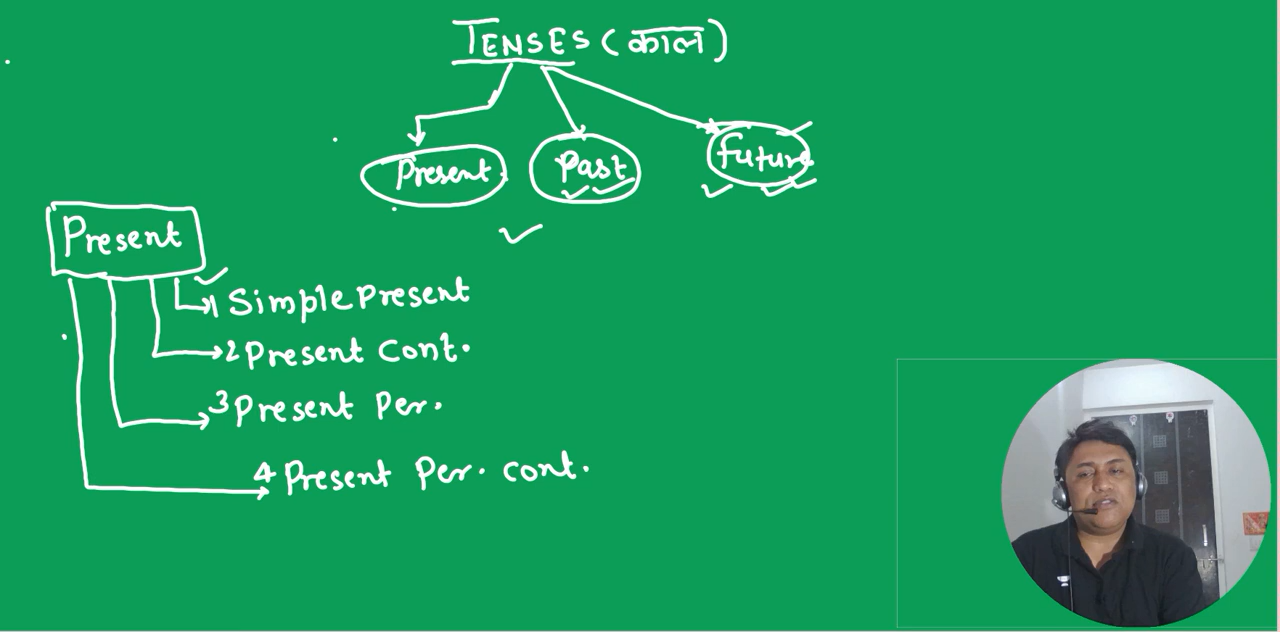 TENSES (काल)
Present Past Future
Present
1 Simple Present
2 Present Cont.
3 Present Per.
4 Present Per. cont.